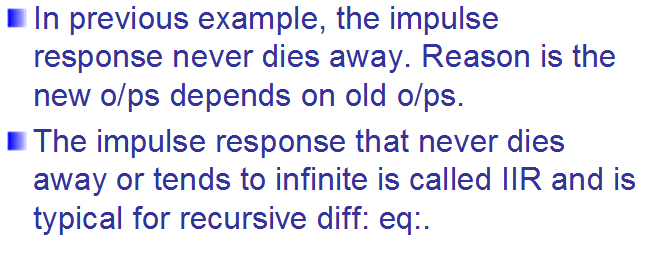 In previous example, the impulse
response never dies away. Reason is the
new o/ps depends on old o/ps.
The impulse response that never dies
away or tends to infinite is called IIR and is
typical for recursive diff: eq:.